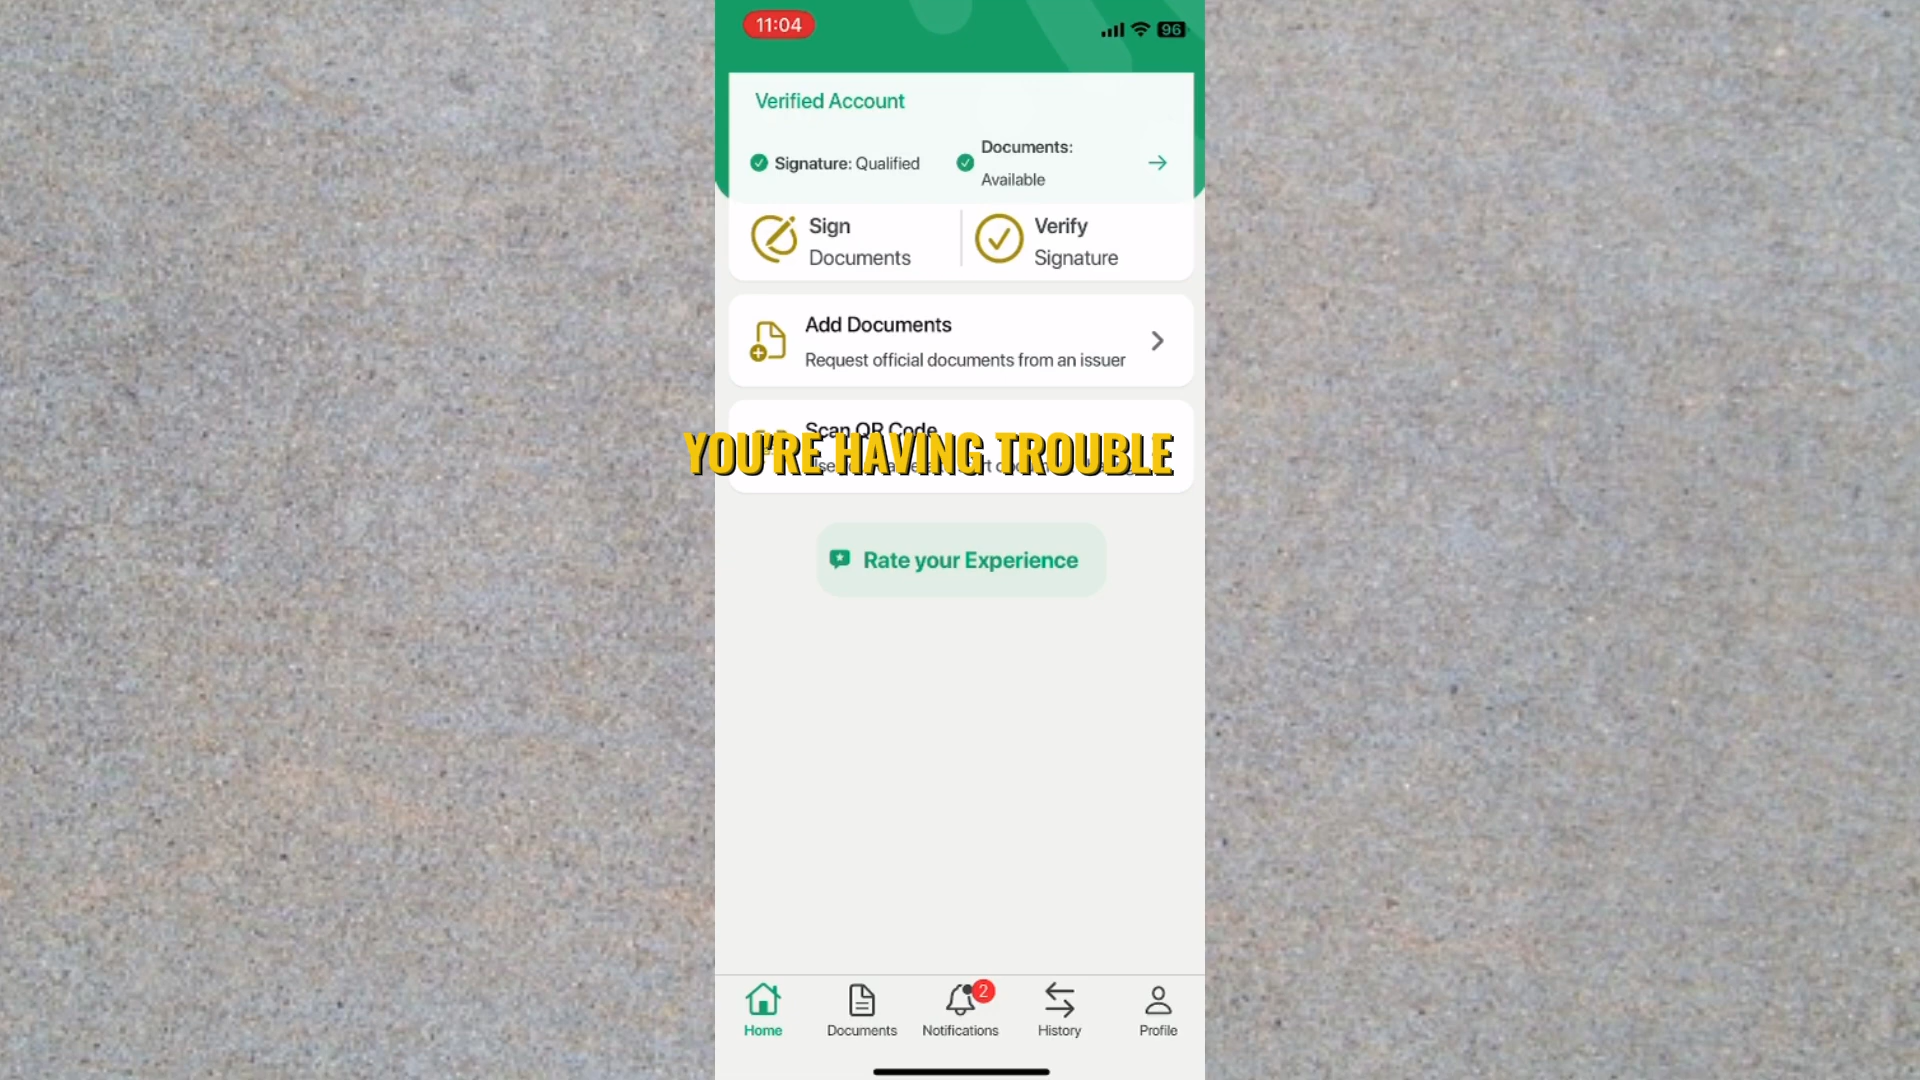 11:04
96
Verified Account
Signature: Qualified
Documents:
Available
Sign
Documents
Verify
Signature
Add Documents
Request official documents from an issuer
Scan QR Code
YOU'RE HAVING TROUBLE
Rate your Experience
2
Home
Documents
Notifications
History
Profile